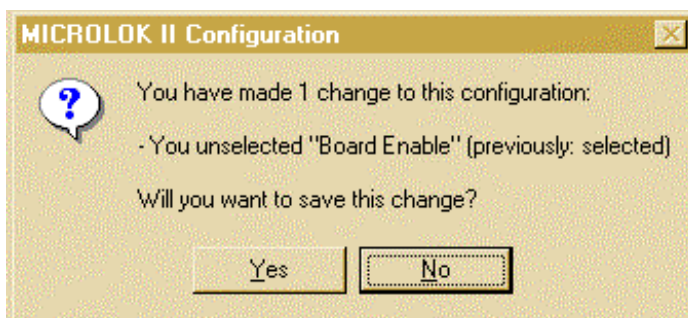 MICROLOK II Configuration
You have made 1 change to this configuration:
- You unselected "Board Enable" (previously: selected)
Will you want to save this change?
Yes No